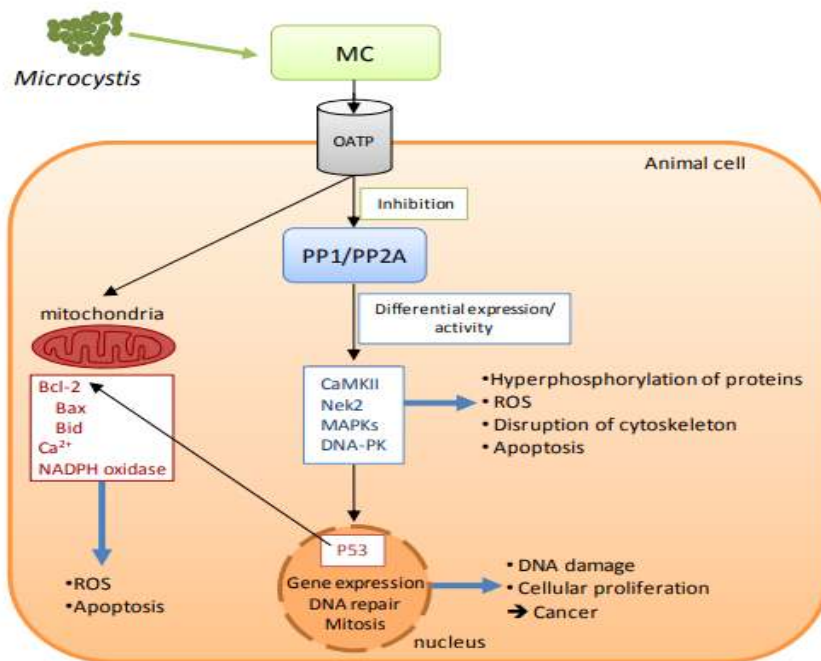 Microcystis
MC
OATP
Animal cell
Inhibition
PP1/PP2A
mitochondria
Differential expression/
activity
Bcl-2
Bax
Bid
Ca²⁺
NADPH oxidase
CaMKII
Nek2
MAPKs
DNA-PK
•Hyperphosphorylation of proteins
•ROS
•Disruption of cytoskeleton
•Apoptosis
•ROS
•Apoptosis
P53
Gene expression
DNA repair
Mitosis
nucleus
• DNA damage
• Cellular proliferation
➔ Cancer